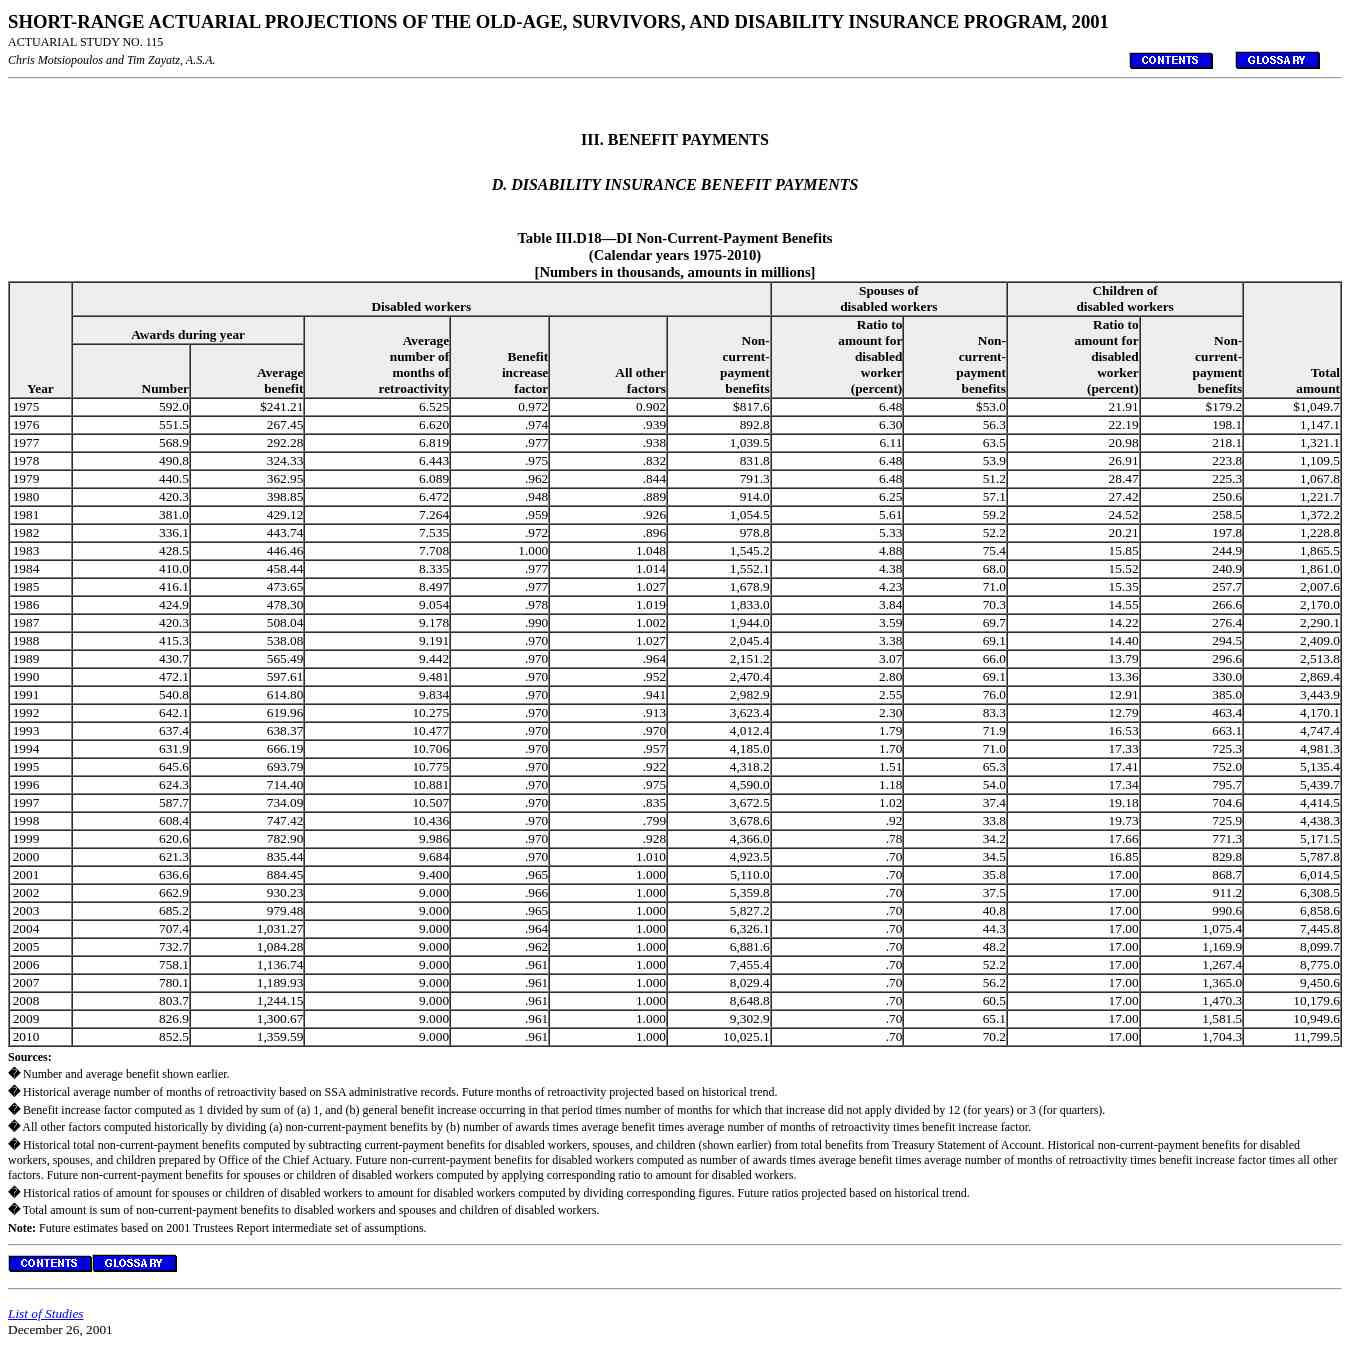 SHORT-RANGE ACTUARIAL PROJECTIONS OF THE OLD-AGE, SURVIVORS, AND DISABILITY INSURANCE PROGRAM, 2001
ACTUARIAL STUDY NO. 115
Chris Motsiopoulos and Tim Zayatz, A.S.A.
CONTENTS GLOSSARY
III. BENEFIT PAYMENTS
D. DISABILITY INSURANCE BENEFIT PAYMENTS
Table III.D18—DI Non-Current-Payment Benefits
(Calendar years 1975-2010)
[Numbers in thousands, amounts in millions]
Year
Disabled workers
Spouses of
disabled workers
Children of
disabled workers
Total
amount
Awards during year
Number
Average
benefit
Average
number of
months of
retroactivity
Benefit
increase
factor
All other
factors
Non-
current-
payment
benefits
Ratio to
amount for
disabled
worker
(percent)
Non-
current-
payment
benefits
Ratio to
amount for
disabled
worker
(percent)
Non-
current-
payment
benefits
1975 592.0 $241.21 6.525 0.972 0.902 $817.6 6.48 $53.0 21.91 $179.2 $1,049.7
1976 551.5 267.45 6.620 .974 .939 892.8 6.30 56.3 22.19 198.1 1,147.1
1977 568.9 292.28 6.819 .977 .938 1,039.5 6.11 63.5 20.98 218.1 1,321.1
1978 490.8 324.33 6.443 .975 .832 831.8 6.48 53.9 26.91 223.8 1,109.5
1979 440.5 362.95 6.089 .962 .844 791.3 6.48 51.2 28.47 225.3 1,067.8
1980 420.3 398.85 6.472 .948 .889 914.0 6.25 57.1 27.42 250.6 1,221.7
1981 381.0 429.12 7.264 .959 .926 1,054.5 5.61 59.2 24.52 258.5 1,372.2
1982 336.1 443.74 7.535 .972 .896 978.8 5.33 52.2 20.21 197.8 1,228.8
1983 428.5 446.46 7.708 1.000 1.048 1,545.2 4.88 75.4 15.85 244.9 1,865.5
1984 410.0 458.44 8.335 .977 1.014 1,552.1 4.38 68.0 15.52 240.9 1,861.0
1985 416.1 473.65 8.497 .977 1.027 1,678.9 4.23 71.0 15.35 257.7 2,007.6
1986 424.9 478.30 9.054 .978 1.019 1,833.0 3.84 70.3 14.55 266.6 2,170.0
1987 420.3 508.04 9.178 .990 1.002 1,944.0 3.59 69.7 14.22 276.4 2,290.1
1988 415.3 538.08 9.191 .970 1.027 2,045.4 3.38 69.1 14.40 294.5 2,409.0
1989 430.7 565.49 9.442 .970 .964 2,151.2 3.07 66.0 13.79 296.6 2,513.8
1990 472.1 597.61 9.481 .970 .952 2,470.4 2.80 69.1 13.36 330.0 2,869.4
1991 540.8 614.80 9.834 .970 .941 2,982.9 2.55 76.0 12.91 385.0 3,443.9
1992 642.1 619.96 10.275 .970 .913 3,623.4 2.30 83.3 12.79 463.4 4,170.1
1993 637.4 638.37 10.477 .970 .970 4,012.4 1.79 71.9 16.53 663.1 4,747.4
1994 631.9 666.19 10.706 .970 .957 4,185.0 1.70 71.0 17.33 725.3 4,981.3
1995 645.6 693.79 10.775 .970 .922 4,318.2 1.51 65.3 17.41 752.0 5,135.4
1996 624.3 714.40 10.881 .970 .975 4,590.0 1.18 54.0 17.34 795.7 5,439.7
1997 587.7 734.09 10.507 .970 .835 3,672.5 1.02 37.4 19.18 704.6 4,414.5
1998 608.4 747.42 10.436 .970 .799 3,678.6 .92 33.8 19.73 725.9 4,438.3
1999 620.6 782.90 9.986 .970 .928 4,366.0 .78 34.2 17.66 771.3 5,171.5
2000 621.3 835.44 9.684 .970 1.010 4,923.5 .70 34.5 16.85 829.8 5,787.8
2001 636.6 884.45 9.400 .965 1.000 5,110.0 .70 35.8 17.00 868.7 6,014.5
2002 662.9 930.23 9.000 .966 1.000 5,359.8 .70 37.5 17.00 911.2 6,308.5
2003 685.2 979.48 9.000 .965 1.000 5,827.2 .70 40.8 17.00 990.6 6,858.6
2004 707.4 1,031.27 9.000 .964 1.000 6,326.1 .70 44.3 17.00 1,075.4 7,445.8
2005 732.7 1,084.28 9.000 .962 1.000 6,881.6 .70 48.2 17.00 1,169.9 8,099.7
2006 758.1 1,136.74 9.000 .961 1.000 7,455.4 .70 52.2 17.00 1,267.4 8,775.0
2007 780.1 1,189.93 9.000 .961 1.000 8,029.4 .70 56.2 17.00 1,365.0 9,450.6
2008 803.7 1,244.15 9.000 .961 1.000 8,648.8 .70 60.5 17.00 1,470.3 10,179.6
2009 826.9 1,300.67 9.000 .961 1.000 9,302.9 .70 65.1 17.00 1,581.5 10,949.6
2010 852.5 1,359.59 9.000 .961 1.000 10,025.1 .70 70.2 17.00 1,704.3 11,799.5
Sources:
� Number and average benefit shown earlier.
� Historical average number of months of retroactivity based on SSA administrative records. Future months of retroactivity projected based on historical trend.
� Benefit increase factor computed as 1 divided by sum of (a) 1, and (b) general benefit increase occurring in that period times number of months for which that increase did not apply divided by 12 (for years) or 3 (for quarters).
� All other factors computed historically by dividing (a) non-current-payment benefits by (b) number of awards times average benefit times average number of months of retroactivity times benefit increase factor.
� Historical total non-current-payment benefits computed by subtracting current-payment benefits for disabled workers, spouses, and children (shown earlier) from total benefits from Treasury Statement of Account. Historical non-current-payment benefits for disabled
workers, spouses, and children prepared by Office of the Chief Actuary. Future non-current-payment benefits for disabled workers computed as number of awards times average benefit times average number of months of retroactivity times benefit increase factor times all other
factors. Future non-current-payment benefits for spouses or children of disabled workers computed by applying corresponding ratio to amount for disabled workers.
� Historical ratios of amount for spouses or children of disabled workers to amount for disabled workers computed by dividing corresponding figures. Future ratios projected based on historical trend.
� Total amount is sum of non-current-payment benefits to disabled workers and spouses and children of disabled workers.
Note: Future estimates based on 2001 Trustees Report intermediate set of assumptions.
CONTENTS GLOSSARY
List of Studies
December 26, 2001